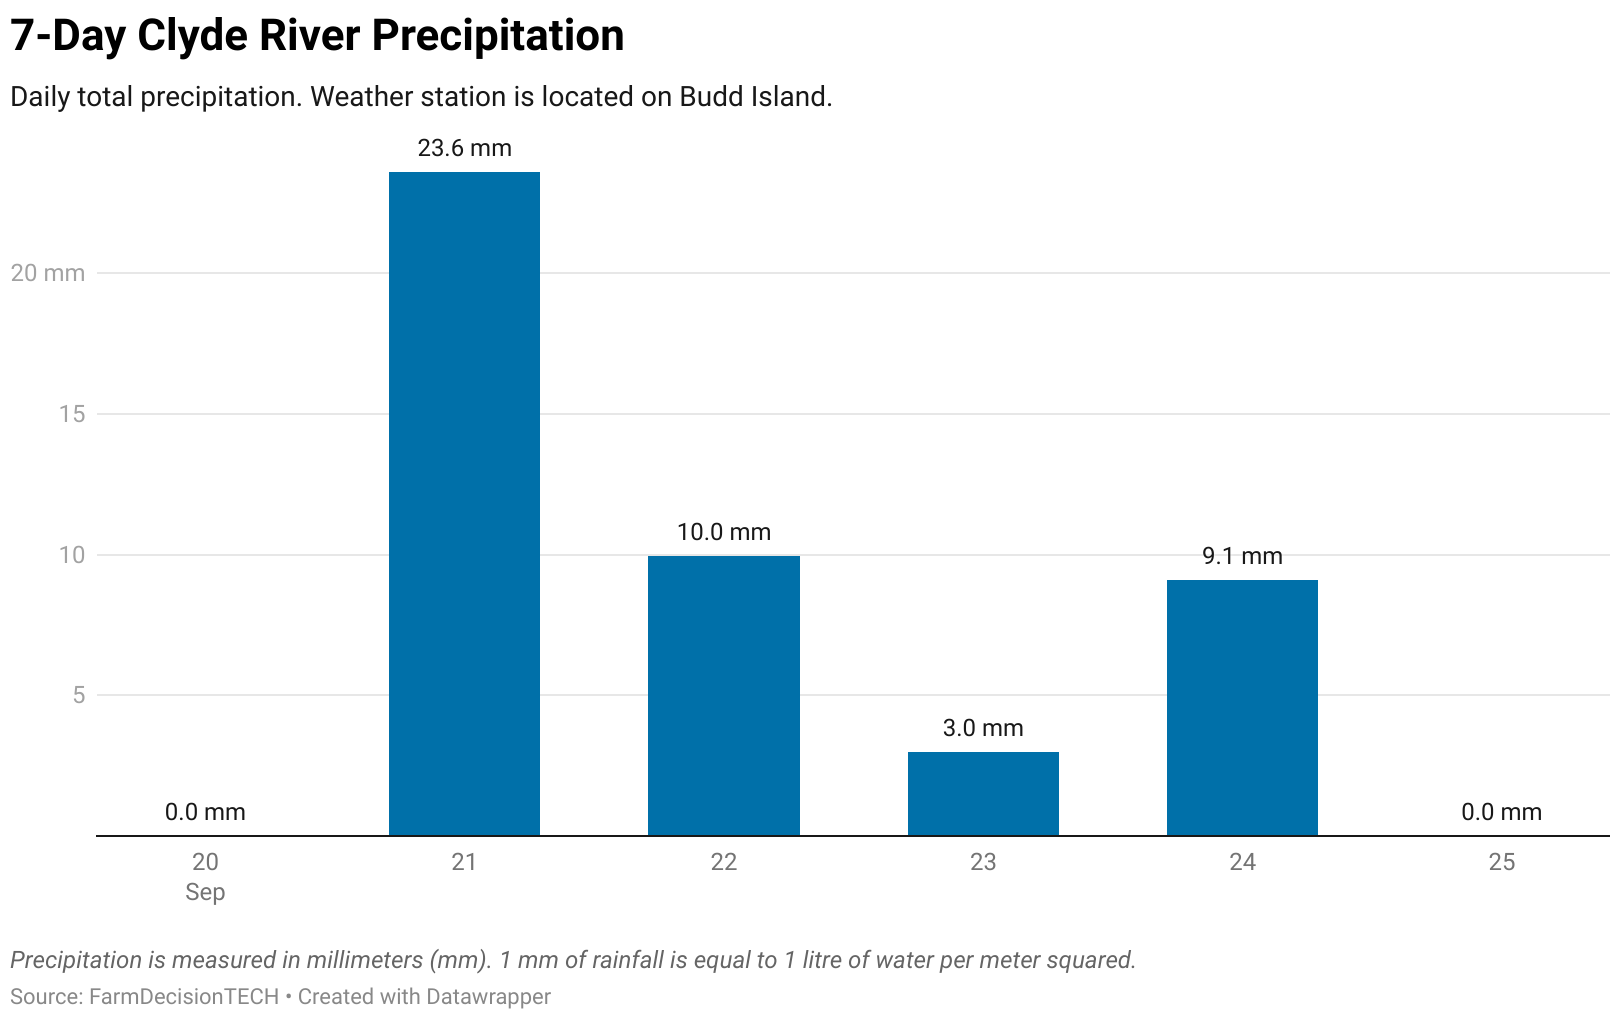 7-Day Clyde River Precipitation
Daily total precipitation. Weather station is located on Budd Island.
23.6 mm
20 mm
15
10.0 mm
10
9.1 mm
5
3.0 mm
0.0 mm
0.0 mm
20
21
22
23
24
25
Sep
Precipitation is measured in millimeters (mm). 1 mm of rainfall is equal to 1 litre of water per meter squared.
Source: FarmDecisionTECH • Created with Datawrapper